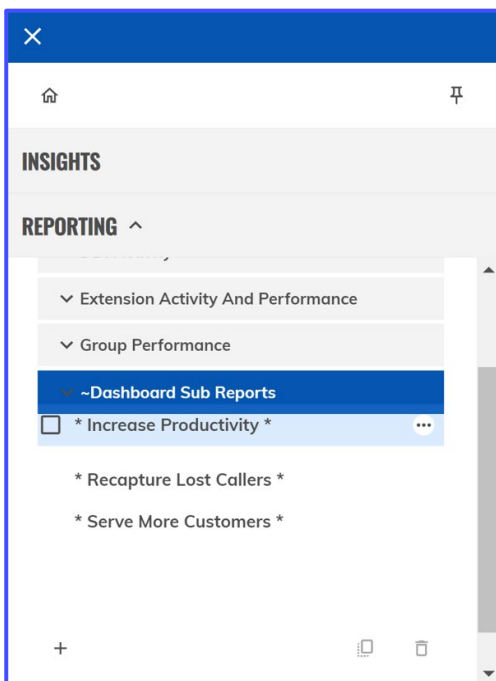 INSIGHTS
REPORTING
Extension Activity And Performance
Group Performance
~Dashboard Sub Reports
* Increase Productivity *
* Recapture Lost Callers *
* Serve More Customers *